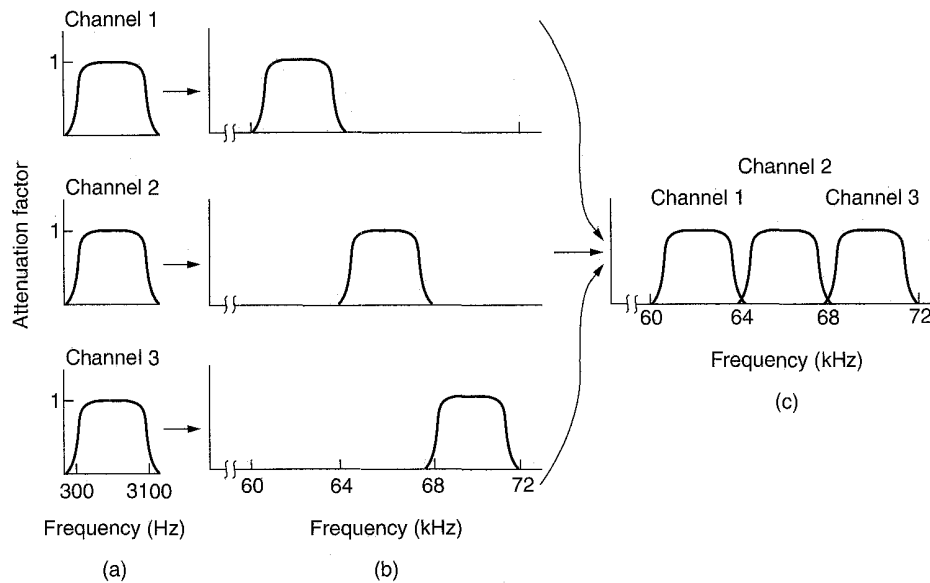 Channel 1
1
Attenuation factor
Channel 2
1
Channel 3
1
300 3100
Frequency (Hz)
(a)
60 64 68 72
Frequency (kHz)
(b)
Channel 2
Channel 1 Channel 3
60 64 68 72
Frequency (kHz)
(c)